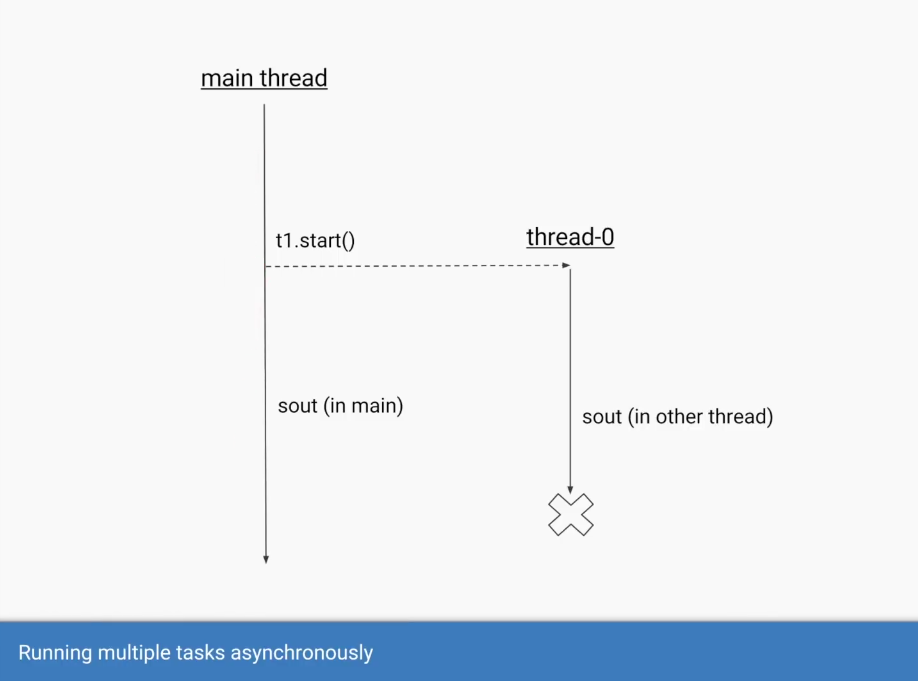 main thread
t1.start()
thread-0
sout (in main)
sout (in other thread)
Running multiple tasks asynchronously